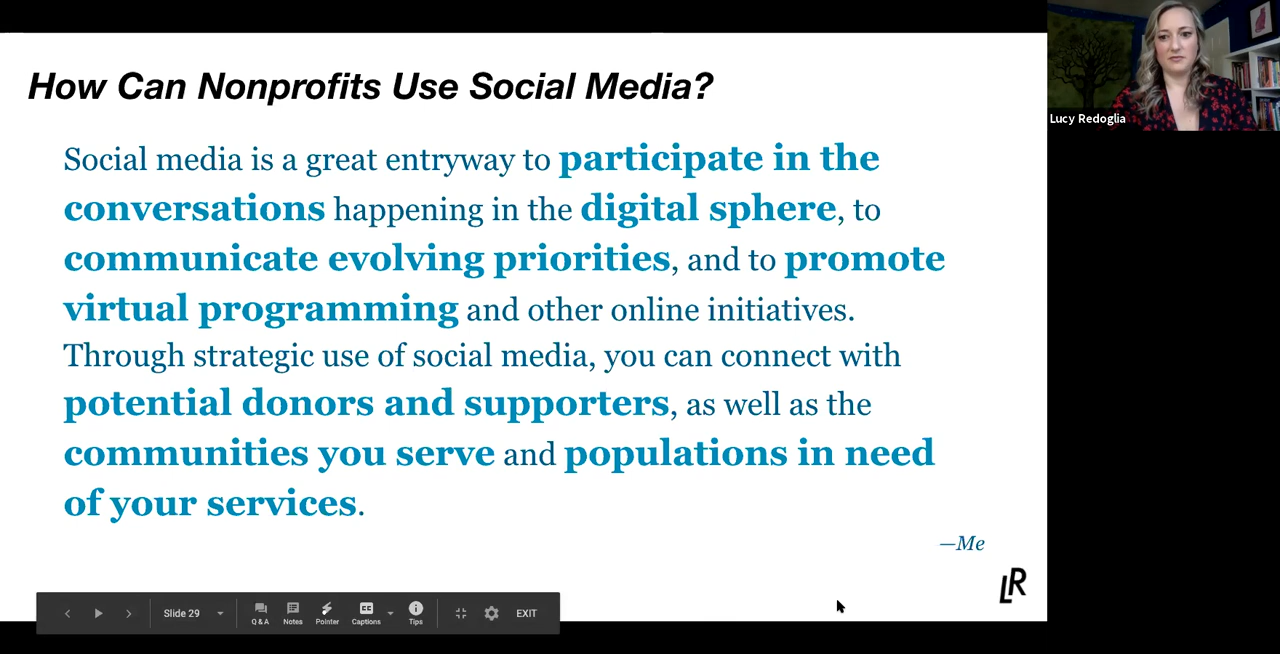 How Can Nonprofits Use Social Media?
Social media is a great entryway to participate in the
conversations happening in the digital sphere, to
communicate evolving priorities, and to promote
virtual programming and other online initiatives.
Through strategic use of social media, you can connect with
potential donors and supporters, as well as the
communities you serve and populations in need
of your services.
—Me
LR
Lucy Redoglia
Slide 29
Q & A
Notes
Pointer
CC
Captions
Tips
EXIT